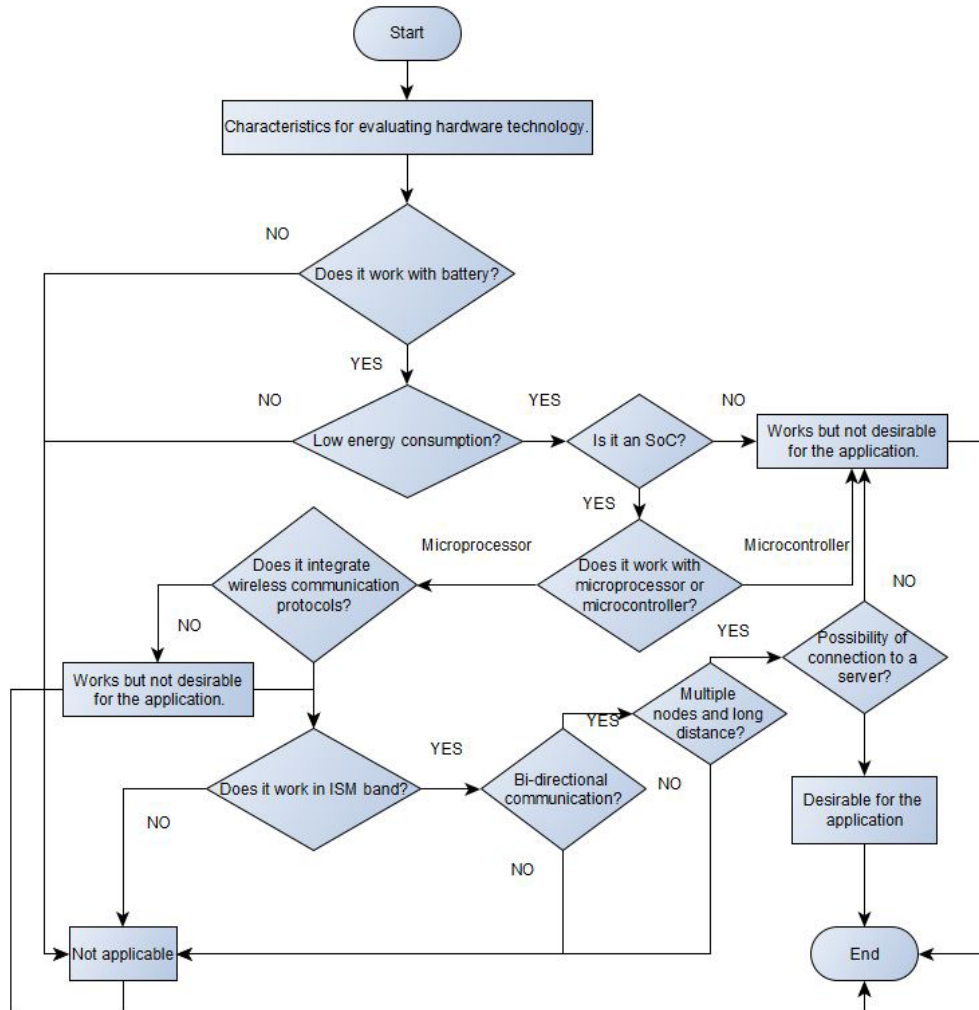 Start
Characteristics for evaluating hardware technology.
NO
Does it work with battery?
YES
NO
Low energy consumption?
YES
Is it an SoC?
NO
Works but not desirable
for the application.
YES
Microprocessor
Microcontroller
Does it integrate
wireless communication
protocols?
Does it work with
microprocessor or
microcontroller?
NO
NO
YES
Possibility of
connection to a
server?
Works but not desirable
for the application.
Multiple
nodes and long
distance?
YES
YES
Does it work in ISM band?
Bi-directional
communication?
NO
NO
NO
Desirable for the
application
Not applicable
End